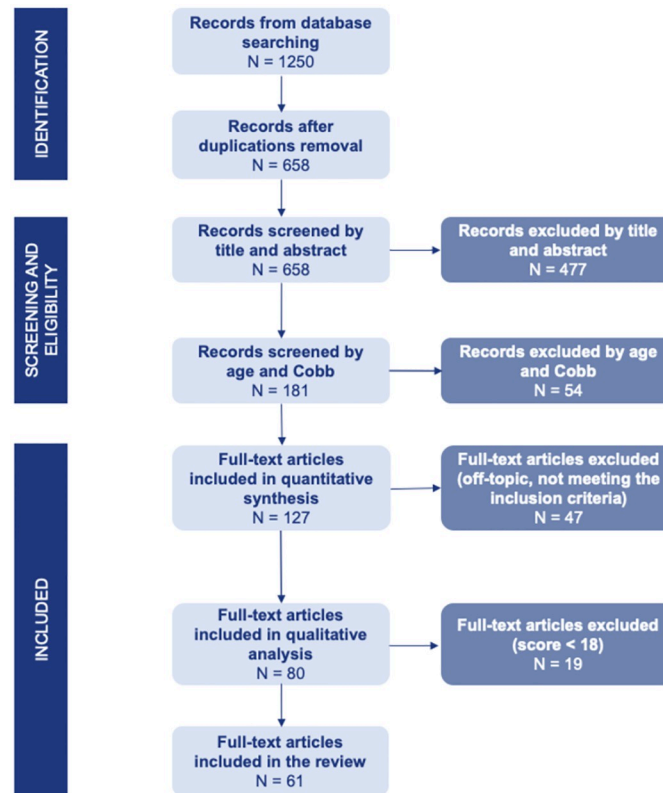 IDENTIFICATION
Records from database
searching
N = 1250
Records after
duplications removal
N = 658
SCREENING AND
ELIGIBILITY
Records screened by
title and abstract
N = 658
Records excluded by title
and abstract
N = 477
Records screened by
age and Cobb
N = 181
Records excluded by age
and Cobb
N = 54
INCLUDED
Full-text articles
included in quantitative
synthesis
N = 127
Full-text articles excluded
(off-topic, not meeting the
inclusion criteria)
N = 47
Full-text articles
included in qualitative
analysis
N = 80
Full-text articles excluded
(score < 18)
N = 19
Full-text articles
included in the review
N = 61